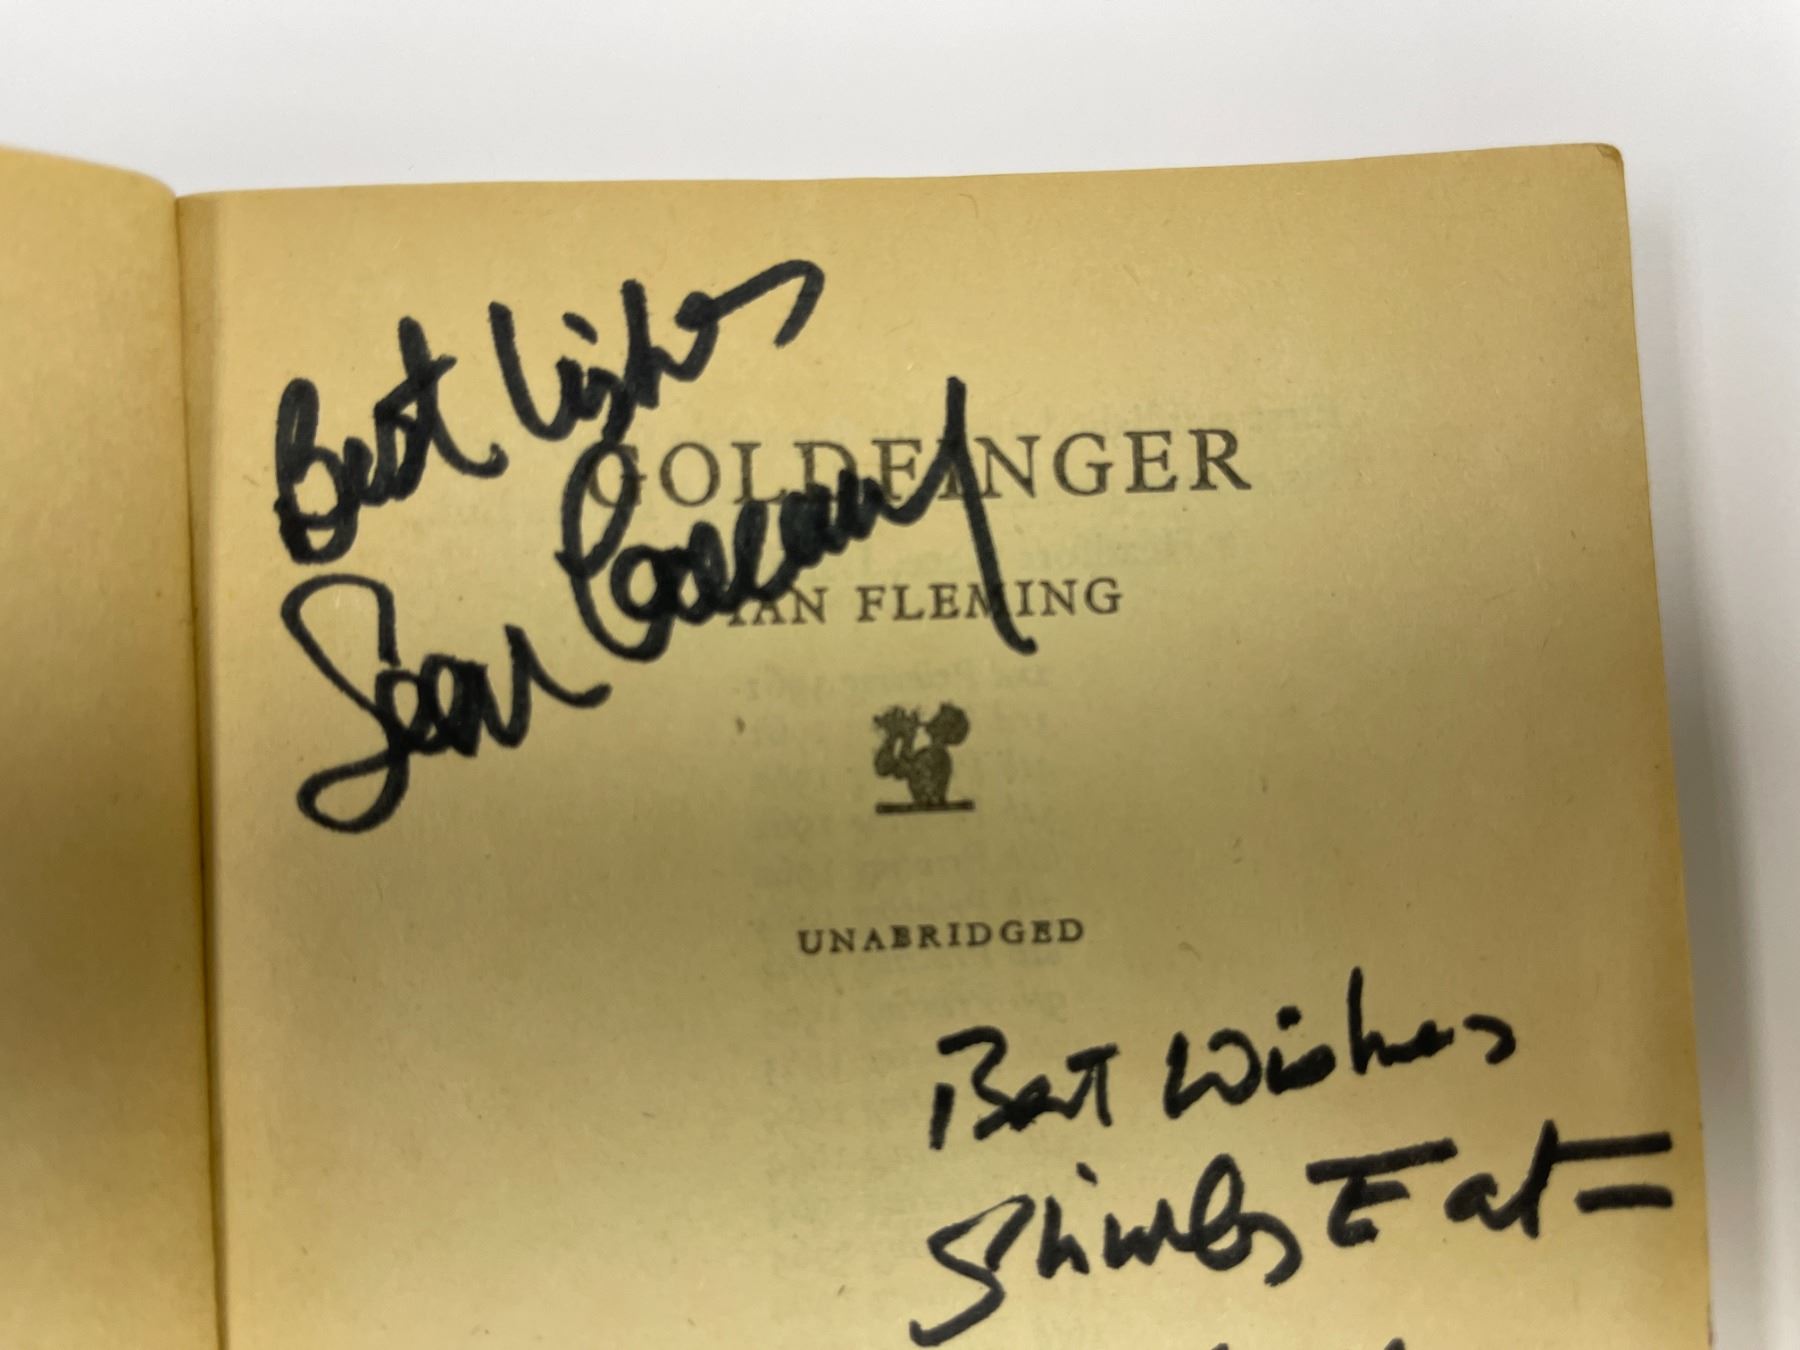 Best Wishes
Sean Connery
GOLDFINGER
IAN FLEMING
UNABRIDGED
Best Wishes
Shirley Eaton